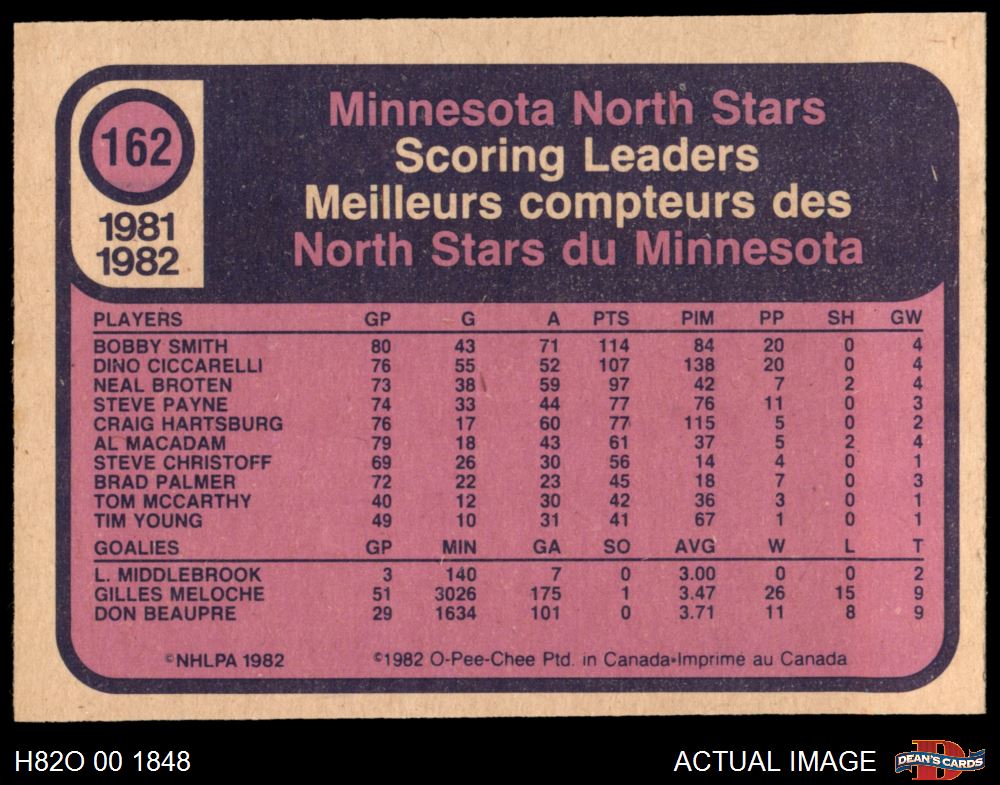 162
1981
1982
Minnesota North Stars
Scoring Leaders
Meilleurs compteurs des
North Stars du Minnesota
PLAYERS GP G A PTS PIM PP SH GW
BOBBY SMITH 80 43 71 114 84 20 0 4
DINO CICCARELLI 76 55 52 107 138 20 0 4
NEAL BROTEN 73 38 59 97 42 7 2 4
STEVE PAYNE 74 33 44 77 76 11 0 3
CRAIG HARTSBURG 76 17 60 77 115 5 0 2
AL MACADAM 79 18 43 61 37 5 2 4
STEVE CHRISTOFF 69 26 30 56 14 4 0 1
BRAD PALMER 72 22 23 45 18 7 0 3
TOM MCCARTHY 40 12 30 42 36 3 0 1
TIM YOUNG 49 10 31 41 67 1 0 1
GOALIES GP MIN GA SO AVG W L T
L. MIDDLEBROOK 3 140 7 0 3.00 0 0 2
GILLES MELOCHE 51 3026 175 1 3.47 26 15 9
DON BEAUPRE 29 1634 101 0 3.71 11 8 9
©NHLPA 1982 ©1982 O-Pee-Chee Ptd. in Canada•Imprimé au Canada
H82O 00 1848 ACTUAL IMAGE DEAN'S CARDS